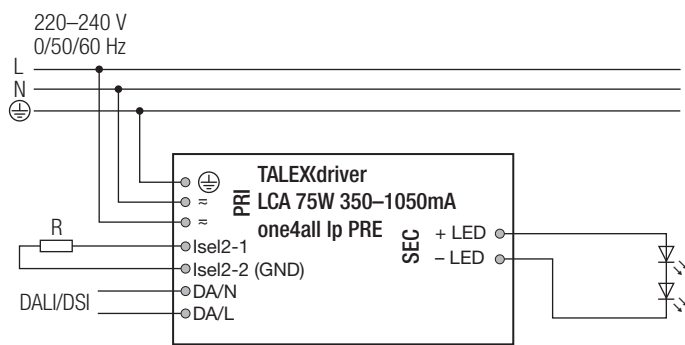 220–240 V
0/50/60 Hz
L
N
TALEXXdriver
LCA 75W 350–1050mA
one4all lp PRE
PRI
≂
≂
R
Isel2-1
Isel2-2 (GND)
DALI/DSI
DA/N
DA/L
SEC
+ LED
– LED